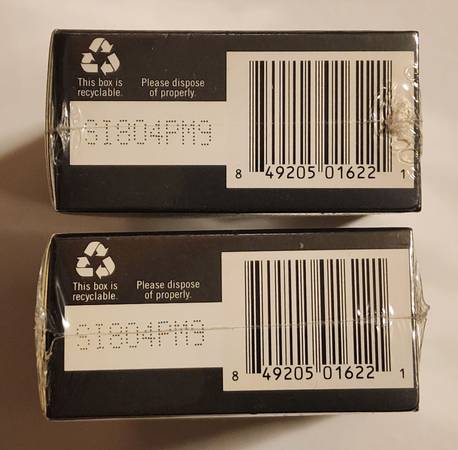 This box is
recyclable.
Please dispose
of properly.
S1804PM9
8 49205 01622 1
This box is
recyclable.
Please dispose
of properly.
S1804PM9
8 49205 01622 1